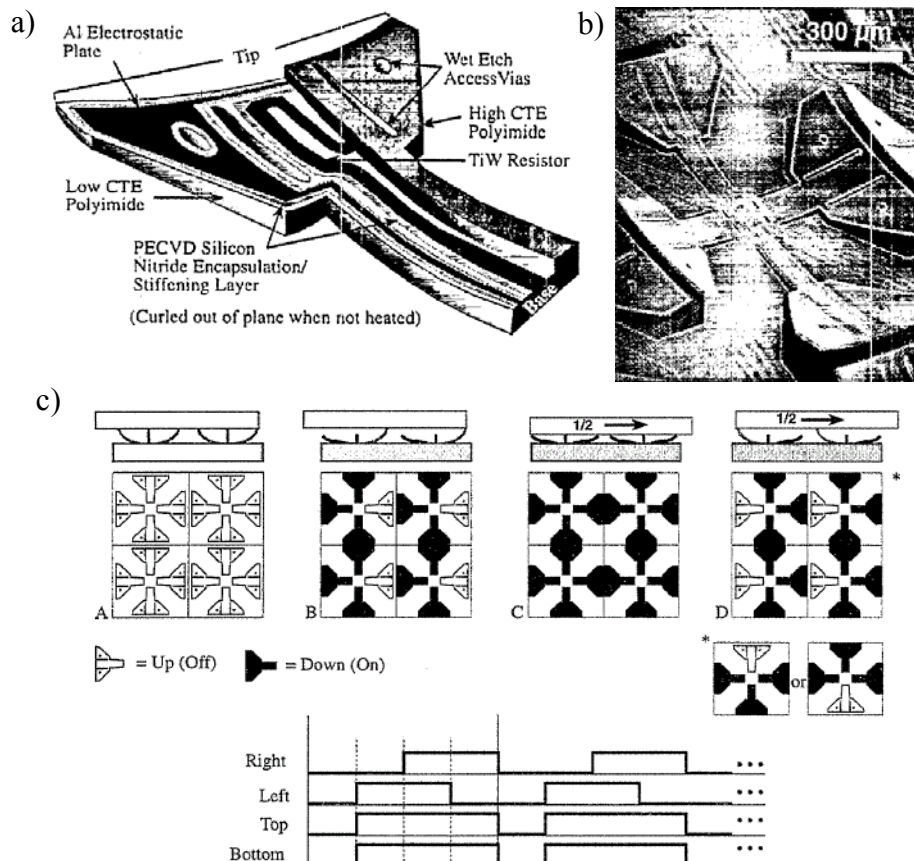 a)
Al Electrostatic
Plate
Tip
Wet Etch
AccessVias
High CTE
Polyimide
TiW Resistor
Low CTE
Polyimide
PECVD Silicon
Nitride Encapsulation/
Stiffening Layer
(Curled out of plane when not heated)
Base
b)
300 µm
c)
1/2
1/2
*
A
B
C
D
= Up (Off)
= Down (On)
*
or
Right
Left
Top
Bottom